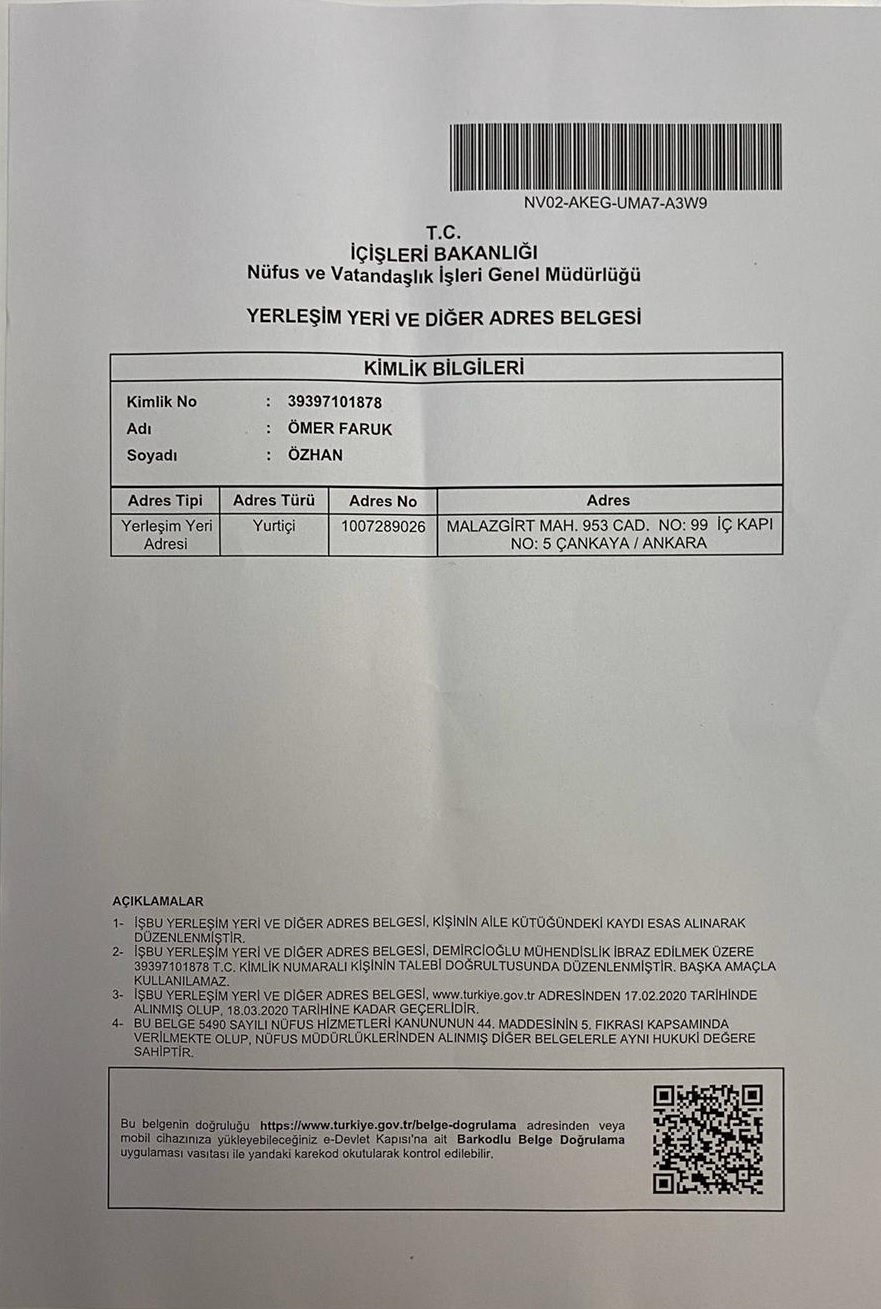 NV02-AKEG-UMA7-A3W9
T.C.
İÇİŞLERİ BAKANLIĞI
Nüfus ve Vatandaşlık İşleri Genel Müdürlüğü
YERLEŞİM YERİ VE DİĞER ADRES BELGESİ
KİMLİK BİLGİLERİ
Kimlik No : 39397101878
Adı : ÖMER FARUK
Soyadı : ÖZHAN
Adres Tipi Adres Türü Adres No Adres
Yerleşim Yeri Yurtiçi 1007289026 MALAZGİRT MAH. 953 CAD. NO: 99 İÇ KAPI
Adresi NO: 5 ÇANKAYA / ANKARA
AÇIKLAMALAR
1- İŞBU YERLEŞİM YERİ VE DİĞER ADRES BELGESİ, KİŞİNİN AİLE KÜTÜĞÜNDEKİ KAYDI ESAS ALINARAK
DÜZENLENMİŞTİR.
2- İŞBU YERLEŞİM YERİ VE DİĞER ADRES BELGESİ, DEMİRCİOĞLU MÜHENDİSLİK İBRAZ EDİLMEK ÜZERE
39397101878 T.C. KİMLİK NUMARALI KİŞİNİN TALEBİ DOĞRULTUSUNDA DÜZENLENMİŞTİR. BAŞKA AMAÇLA
KULLANILAMAZ.
3- İŞBU YERLEŞİM YERİ VE DİĞER ADRES BELGESİ, www.turkiye.gov.tr ADRESİNDEN 17.02.2020 TARİHİNDE
ALINMIŞ OLUP, 18.03.2020 TARİHİNE KADAR GEÇERLİDİR.
4- BU BELGE 5490 SAYILI NÜFUS HİZMETLERİ KANUNUNUN 44. MADDESİNİN 5. FIKRASI KAPSAMINDA
VERİLMEKTE OLUP, NÜFUS MÜDÜRLÜKLERİNDEN ALINMIŞ DİĞER BELGELERLE AYNI HUKUKİ DEĞERE
SAHİPTİR.
Bu belgenin doğruluğu https://www.turkiye.gov.tr/belge-dogrulama adresinden veya
mobil cihazınıza yükleyebileceğiniz e-Devlet Kapısı'na ait Barkodlu Belge Doğrulama
uygulaması vasıtası ile yandaki karekod okutularak kontrol edilebilir.